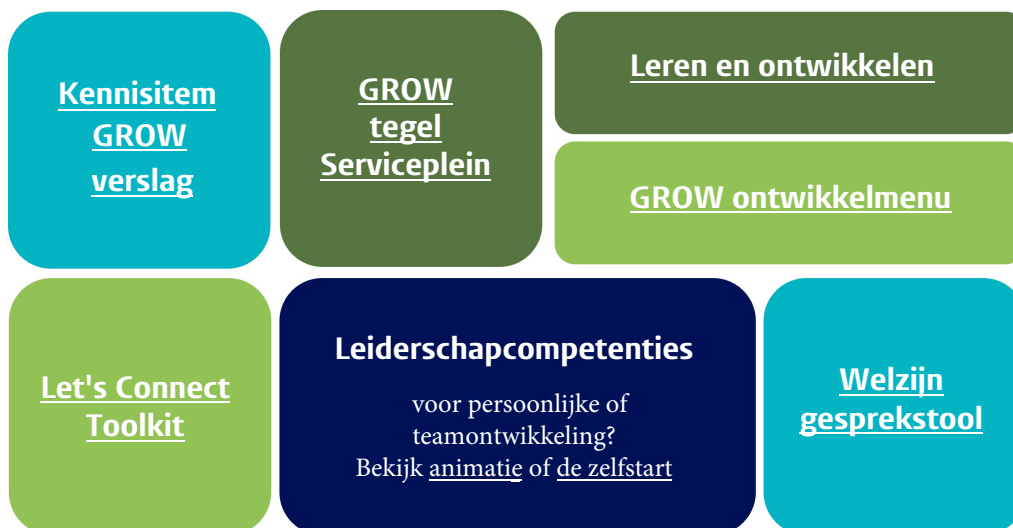 Kennisitem
GROW
verslag
GROW
tegel
Serviceplein
Leren en ontwikkelen
GROW ontwikkelmenu
Let's Connect
Toolkit
Leiderschapcompetenties
voor persoonlijke of
teamontwikkeling?
Bekijk animatie of de zelfstart
Welzijn
gesprekstool